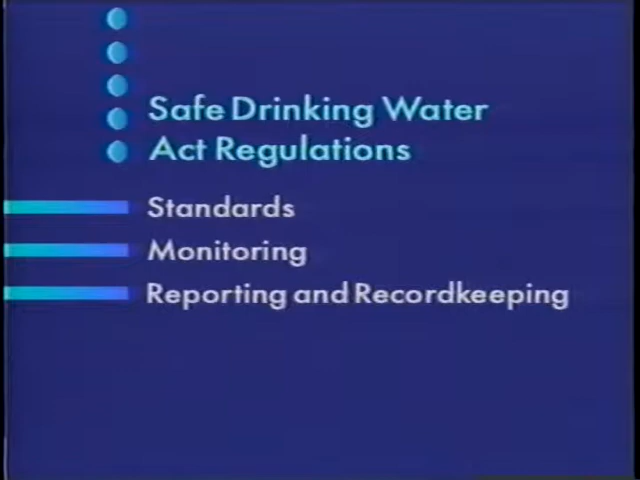 Safe Drinking Water
Act Regulations
Standards
Monitoring
Reporting and Recordkeeping